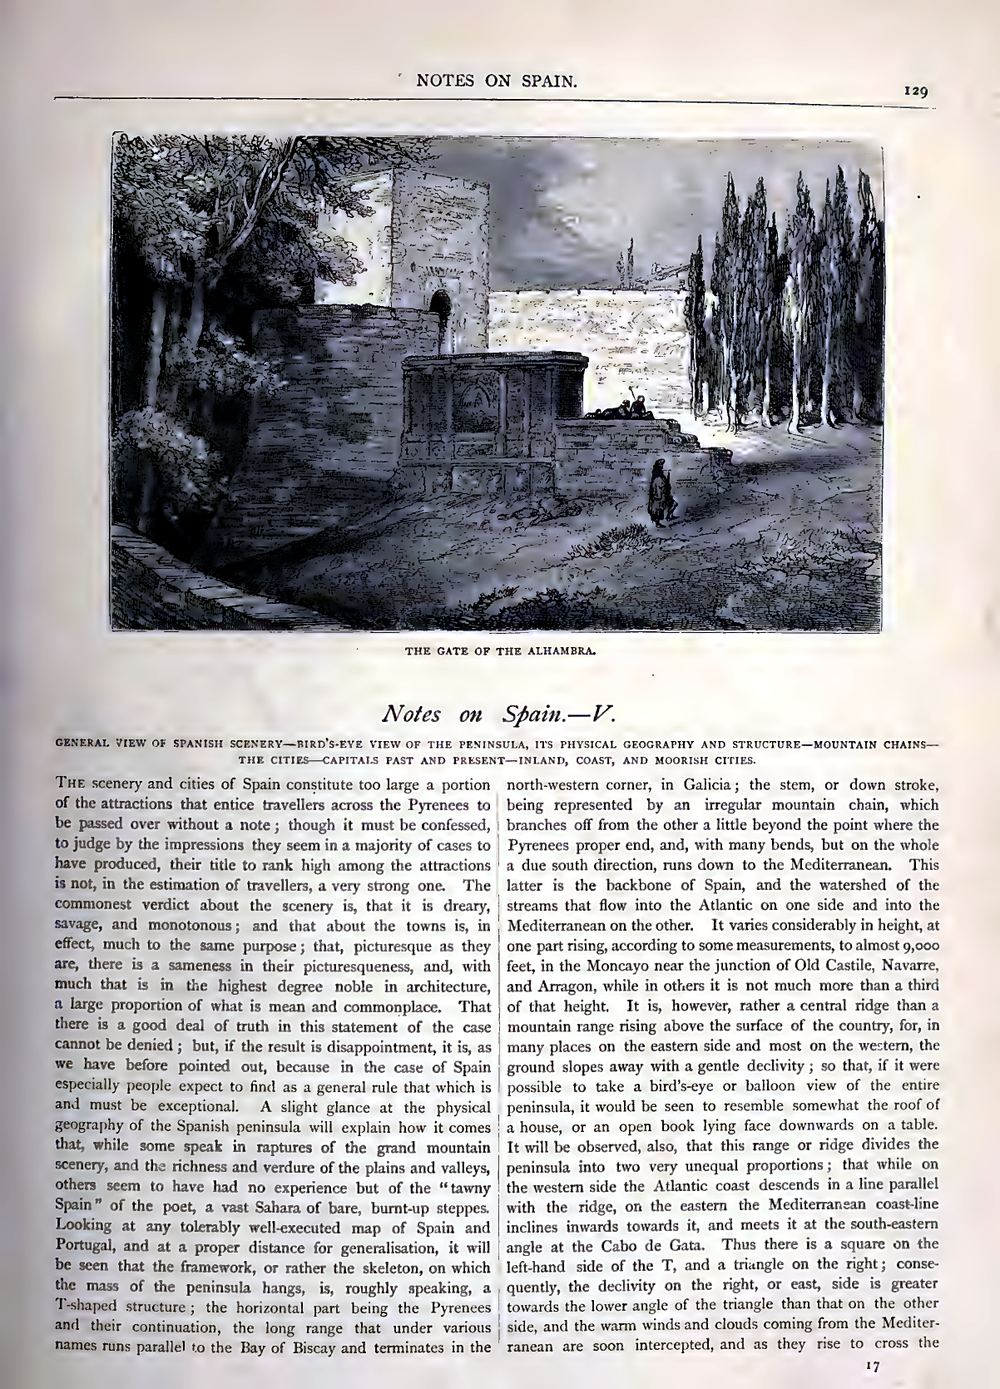 NOTES ON SPAIN.
129
THE GATE OF THE ALHAMBRA.
Notes on Spain.—V.
GENERAL VIEW OF SPANISH SCENERY—BIRD'S-EYE VIEW OF THE PENINSULA, ITS PHYSICAL GEOGRAPHY AND STRUCTURE—MOUNTAIN CHAINS—
THE CITIES—CAPITALS PAST AND PRESENT—INLAND, COAST, AND MOORISH CITIES.
THE scenery and cities of Spain constitute too large a portion
of the attractions that entice travellers across the Pyrenees to
be passed over without a note; though it must be confessed,
to judge by the impressions they seem in a majority of cases to
have produced, their title to rank high among the attractions
is not, in the estimation of travellers, a very strong one. The
commonest verdict about the scenery is, that it is dreary,
savage, and monotonous; and that about the towns is, in
effect, much to the same purpose; that, picturesque as they
are, there is a sameness in their picturesqueness, and, with
much that is in the highest degree noble in architecture,
a large proportion of what is mean and commonplace. That
there is a good deal of truth in this statement of the case
cannot be denied; but, if the result is disappointment, it is, as
we have before pointed out, because in the case of Spain
especially people expect to find as a general rule that which is
and must be exceptional. A slight glance at the physical
geography of the Spanish peninsula will explain how it comes
that, while some speak in raptures of the grand mountain
scenery, and the richness and verdure of the plains and valleys,
others seem to have had no experience but of the "tawny
Spain" of the poet, a vast Sahara of bare, burnt-up steppes.
Looking at any tolerably well-executed map of Spain and
Portugal, and at a proper distance for generalisation, it will
be seen that the framework, or rather the skeleton, on which
the mass of the peninsula hangs, is, roughly speaking, a
T-shaped structure; the horizontal part being the Pyrenees
and their continuation, the long range that under various
names runs parallel to the Bay of Biscay and terminates in the
north-western corner, in Galicia; the stem, or down stroke,
being represented by an irregular mountain chain, which
branches off from the other a little beyond the point where the
Pyrenees proper end, and, with many bends, but on the whole
a due south direction, runs down to the Mediterranean. This
latter is the backbone of Spain, and the watershed of the
streams that flow into the Atlantic on one side and into the
Mediterranean on the other. It varies considerably in height, at
one part rising, according to some measurements, to almost 9,000
feet, in the Moncayo near the junction of Old Castile, Navarre,
and Arragon, while in others it is not much more than a third
of that height. It is, however, rather a central ridge than a
mountain range rising above the surface of the country, for, in
many places on the eastern side and most on the western, the
ground slopes away with a gentle declivity; so that, if it were
possible to take a bird's-eye or balloon view of the entire
peninsula, it would be seen to resemble somewhat the roof of
a house, or an open book lying face downwards on a table.
It will be observed, also, that this range or ridge divides the
peninsula into two very unequal proportions; that while on
the western side the Atlantic coast descends in a line parallel
with the ridge, on the eastern the Mediterranean coast-line
inclines inwards towards it, and meets it at the south-eastern
angle at the Cabo de Gata. Thus there is a square on the
left-hand side of the T, and a triangle on the right; conse-
quently, the declivity on the right, or east, side is greater
towards the lower angle of the triangle than that on the other
side, and the warm winds and clouds coming from the Mediter-
ranean are soon intercepted, and as they rise to cross the
17